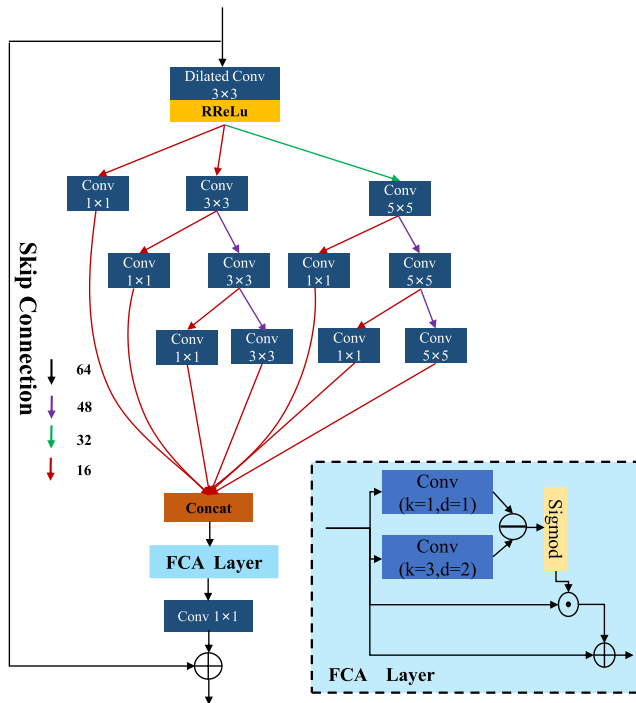 Dilated Conv
3×3
RReLu
Conv
1×1
Conv
3×3
Conv
5×5
Conv
1×1
Conv
3×3
Conv
1×1
Conv
5×5
Conv
1×1
Conv
3×3
Conv
1×1
Conv
5×5
Skip Connection
64
48
32
16
Concat
FCA Layer
Conv 1×1
Conv
(k=1,d=1)
Conv
(k=3,d=2)
Sigmod
FCA Layer